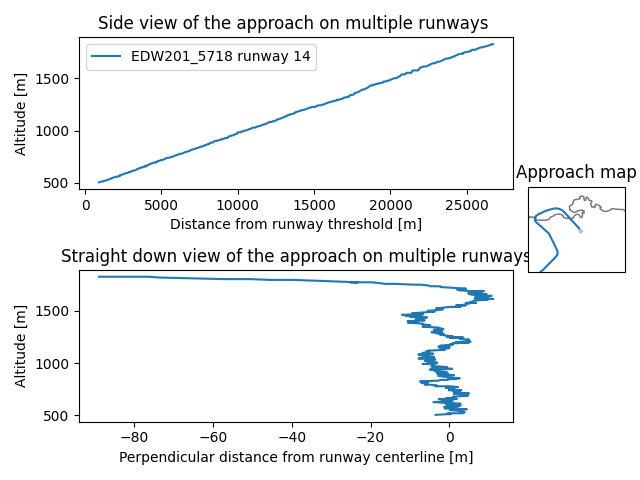 Side view of the approach on multiple runways
EDW201_5718 runway 14
Altitude [m]
1500
1000
500
0
5000
10000
15000
20000
25000
Distance from runway threshold [m]
Approach map
Straight down view of the approach on multiple runways
Altitude [m]
1500
1000
500
−80
−60
−40
−20
0
Perpendicular distance from runway centerline [m]